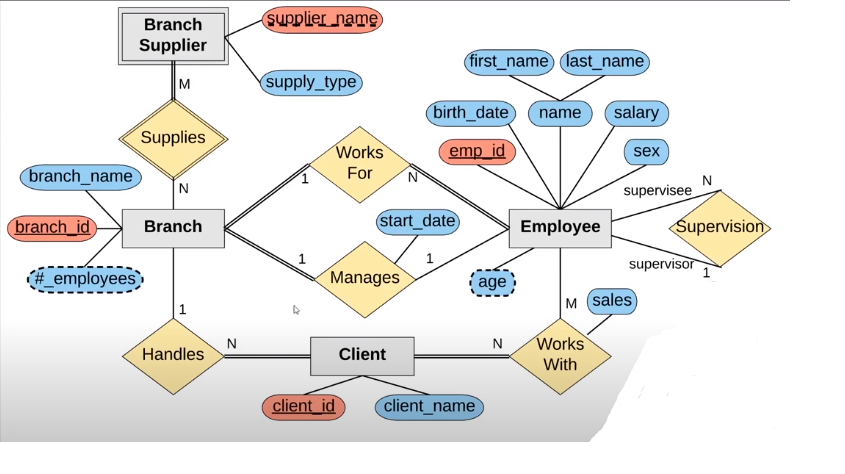 Branch
Supplier
supplier_name
supply_type
M
Supplies
N
first_name
last_name
birth_date
name
salary
emp_id
sex
Works
For
1
N
branch_name
branch_id
#_employees
Branch
start_date
1
Manages
1
Employee
age
supervisee
N
Supervision
supervisor
1
1
Handles
N
Client
N
M
sales
Works
With
client_id
client_name